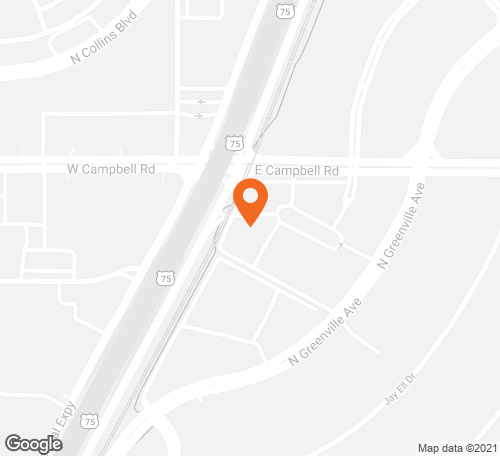 75
N Collins Blvd
75
W Campbell Rd
E Campbell Rd
N Greenville Ave
75
N Greenville Ave
Jay Ell Dr
75
al Expy
Google
Map data ©2021